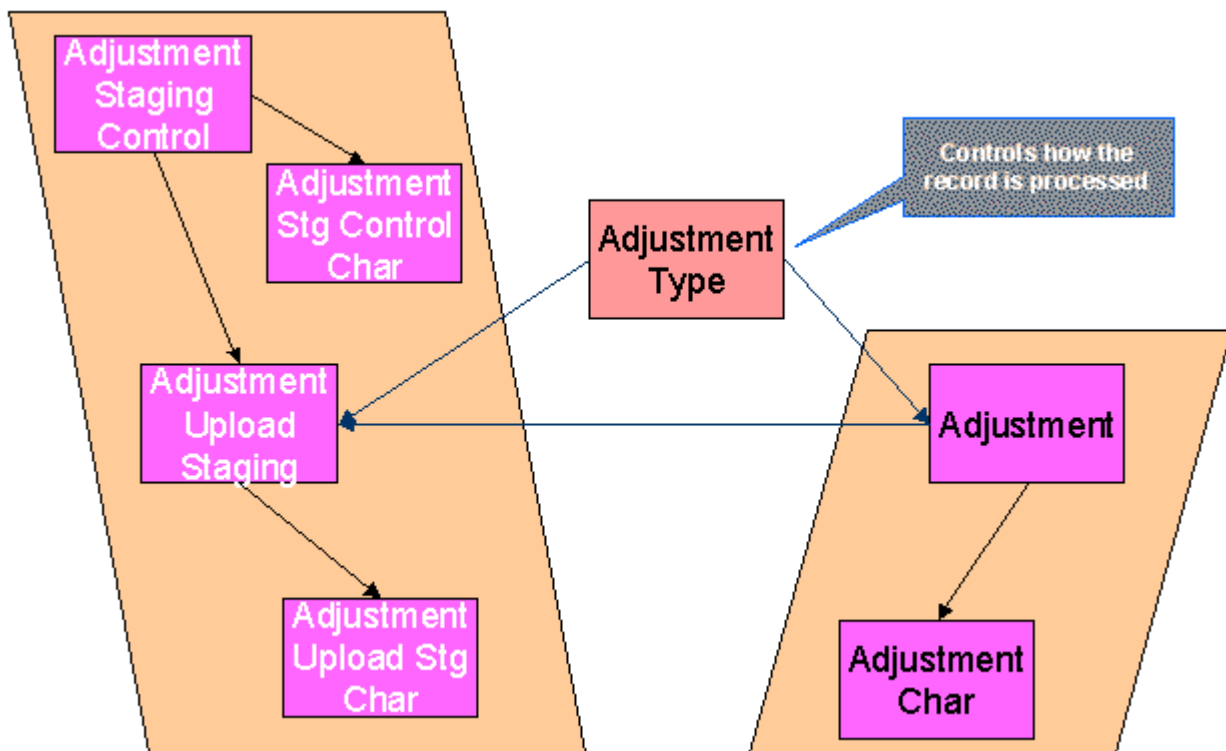 Adjustment
Staging
Control
Adjustment
Stg Control
Char
Controls how the
record is processed
Adjustment
Type
Adjustment
Upload
Staging
Adjustment
Adjustment
Upload Stg
Char
Adjustment
Char